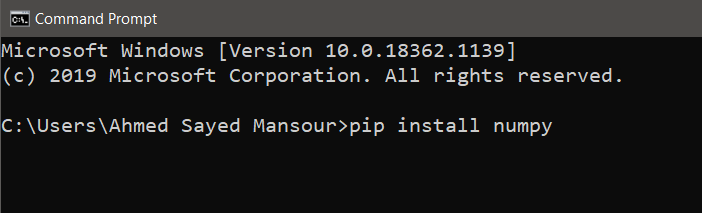 Command Prompt
Microsoft Windows [Version 10.0.18362.1139]
(c) 2019 Microsoft Corporation. All rights reserved.
C:\Users\Ahmed Sayed Mansour>pip install numpy